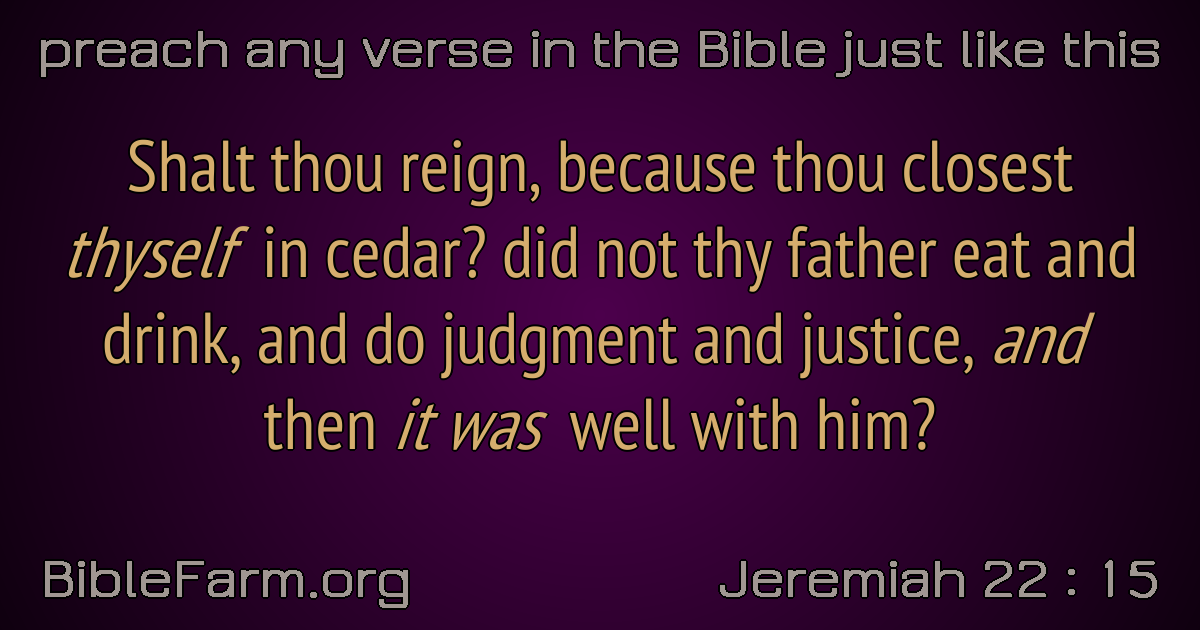 preach any verse in the Bible just like this
Shalt thou reign, because thou closest
thyself in cedar? did not thy father eat and
drink, and do judgment and justice, and
then it was well with him?
BibleFarm.org
Jeremiah 22 : 15